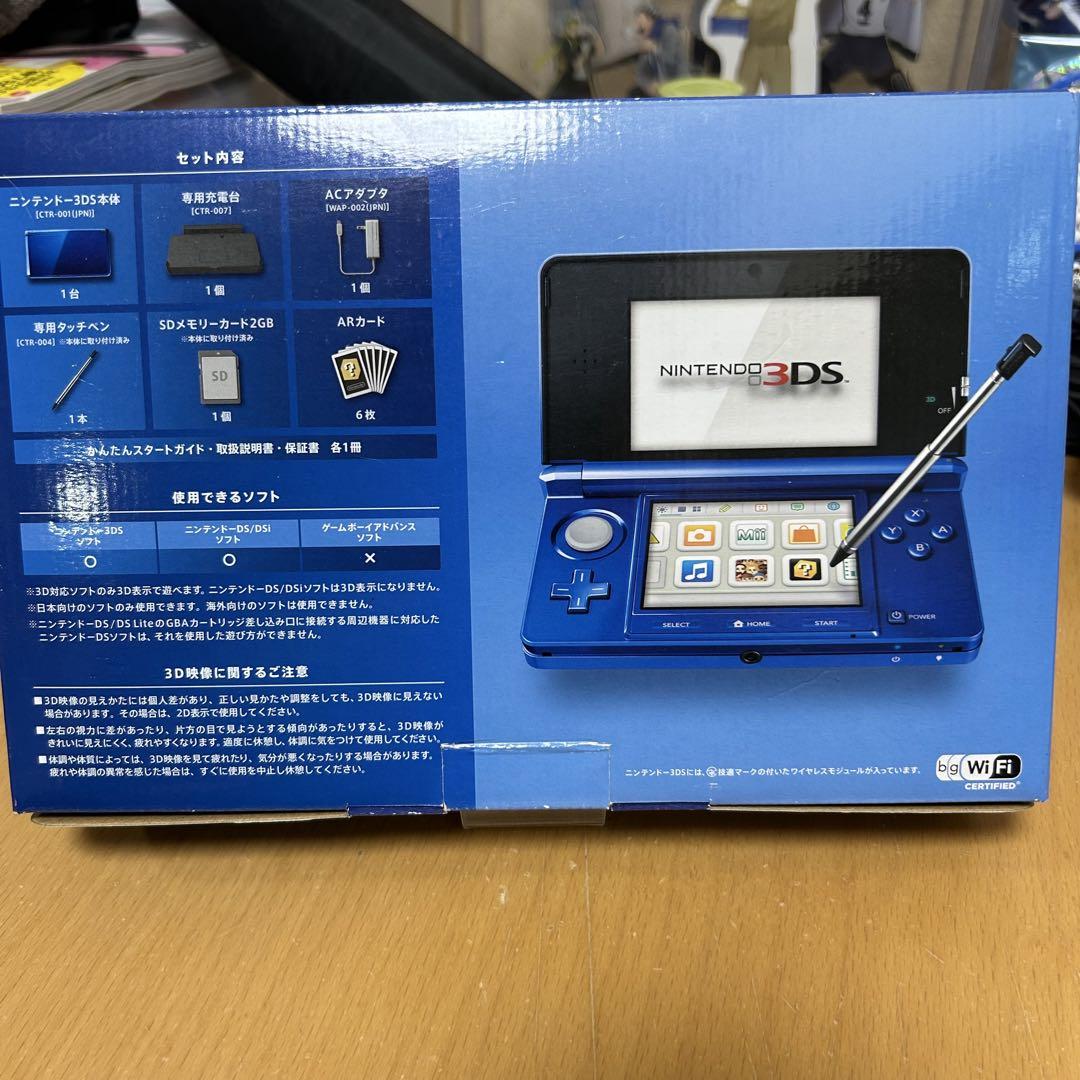 セット内容
ニンテンドー3DS本体
[CTR-001(JPN)]
1台
専用充電台
[CTR-007]
1個
ACアダプタ
[WAP-002(JPN)]
1個
専用タッチペン
[CTR-004] ※本体に取り付け済み
1本
SDメモリーカード2GB
※本体に取り付け済み
SD
1個
ARカード
?
6枚
かんたんスタートガイド・取扱説明書・保証書 各1冊
使用できるソフト
ニンテンドー3DS
ソフト
○
ニンテンドーDS/DSi
ソフト
○
ゲームボーイアドバンス
ソフト
×
※3D対応ソフトのみ3D表示で遊べます。ニンテンドーDS/DSiソフトは3D表示になりません。
※日本向けのソフトのみ使用できます。海外向けのソフトは使用できません。
※ニンテンドーDS/DS LiteのGBAカートリッジ差し込み口に接続する周辺機器に対応した
ニンテンドーDSソフトは、それを使用した遊び方ができません。
3D映像に関するご注意
■3D映像の見えかたには個人差があり、正しい見かたや調整をしても、3D映像に見えない
場合があります。その場合は、2D表示で使用してください。
■左右の視力に差があったり、片方の目で見ようとする傾向があったりすると、3D映像が
きれいに見えにくく、疲れやすくなります。適度に休憩し、体調に気をつけて使用してください。
■体調や体質によっては、3D映像を見て疲れたり、気分が悪くなったりする場合があります。
疲れや体調の異常を感じた場合は、すぐに使用を中止し休憩してください。
NINTENDO 3DS™
3D
OFF
Mii
?
X
Y
A
B
SELECT
HOME
START
POWER
ニンテンドー3DSには、技適マークの付いたワイヤレスモジュールが入っています。
b g Wi Fi
CERTIFIED®
4